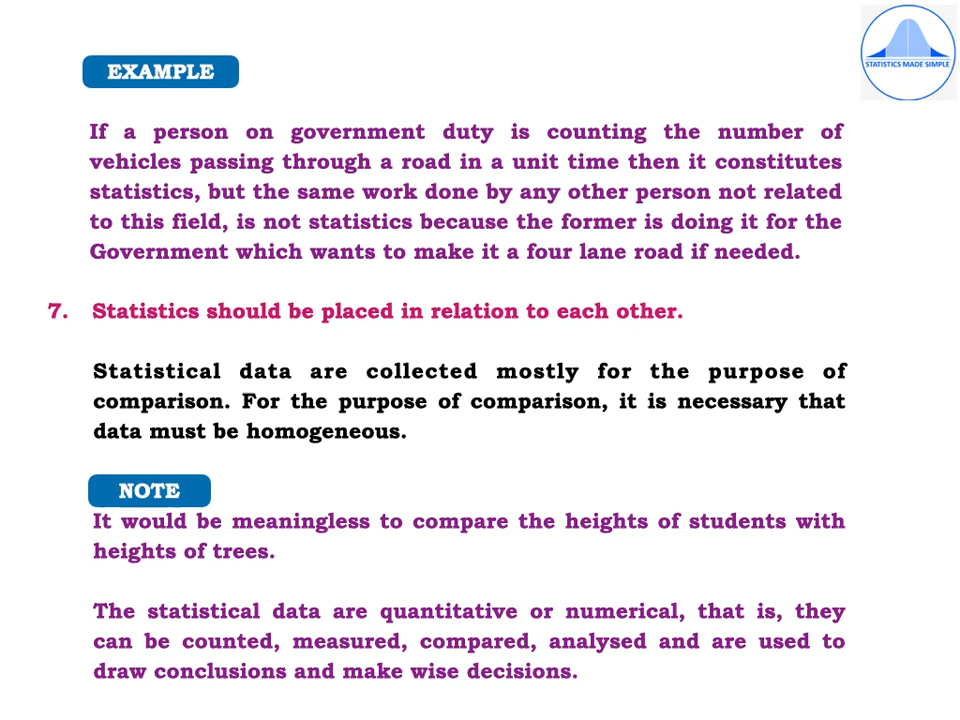 STATISTICS MADE SIMPLE
EXAMPLE
If a person on government duty is counting the number of
vehicles passing through a road in a unit time then it constitutes
statistics, but the same work done by any other person not related
to this field, is not statistics because the former is doing it for the
Government which wants to make it a four lane road if needed.
7. Statistics should be placed in relation to each other.
Statistical data are collected mostly for the purpose of
comparison. For the purpose of comparison, it is necessary that
data must be homogeneous.
NOTE
It would be meaningless to compare the heights of students with
heights of trees.
The statistical data are quantitative or numerical, that is, they
can be counted, measured, compared, analysed and are used to
draw conclusions and make wise decisions.